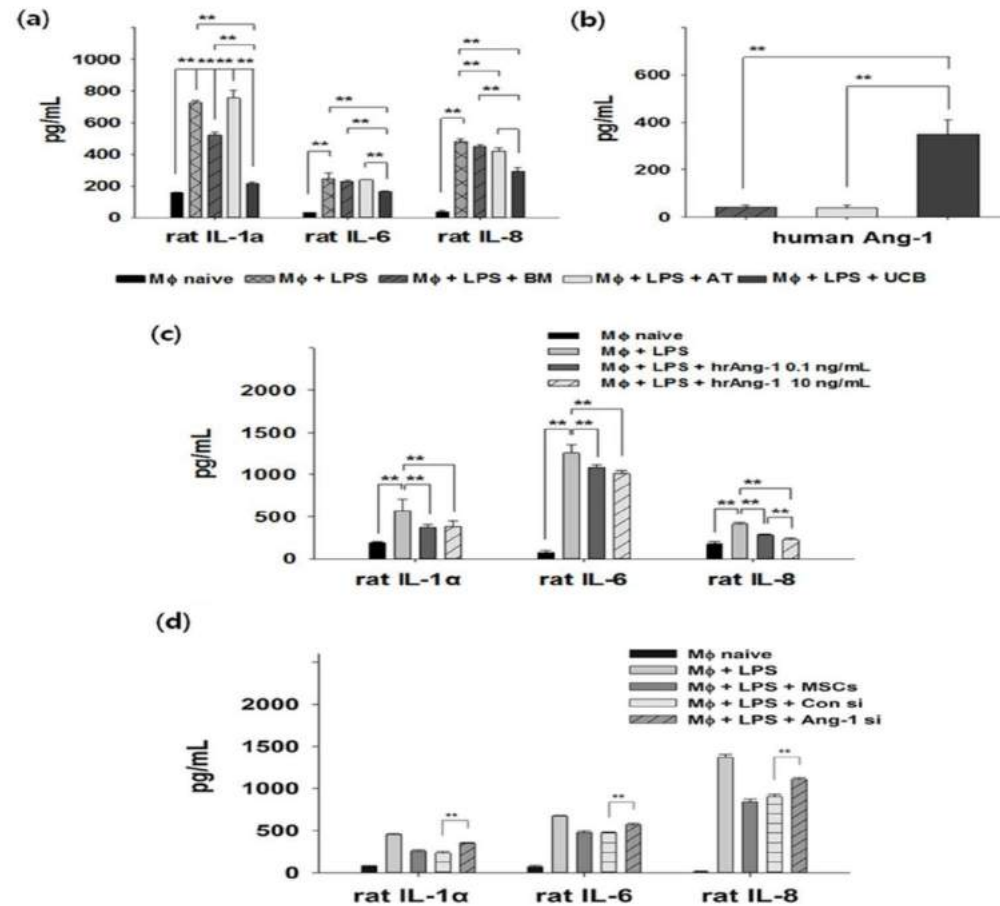 (a)
pg/mL
1000
800
600
400
200
0
** ** ** ** ** **
** ** ** **
** ** ** **
rat IL-1a rat IL-6 rat IL-8
(b)
pg/mL
600
400
200
0
**
**
human Ang-1
Mϕ naive Mϕ + LPS Mϕ + LPS + BM Mϕ + LPS + AT Mϕ + LPS + UCB
(c)
Mϕ naive
Mϕ + LPS
Mϕ + LPS + hrAng-1 0.1 ng/mL
Mϕ + LPS + hrAng-1 10 ng/mL
pg/mL
2000
1500
1000
500
0
**
** **
**
** **
**
** ** **
rat IL-1α rat IL-6 rat IL-8
(d)
Mϕ naive
Mϕ + LPS
Mϕ + LPS + MSCs
Mϕ + LPS + Con si
Mϕ + LPS + Ang-1 si
pg/mL
2000
1500
1000
500
0
** ** **
rat IL-1α rat IL-6 rat IL-8